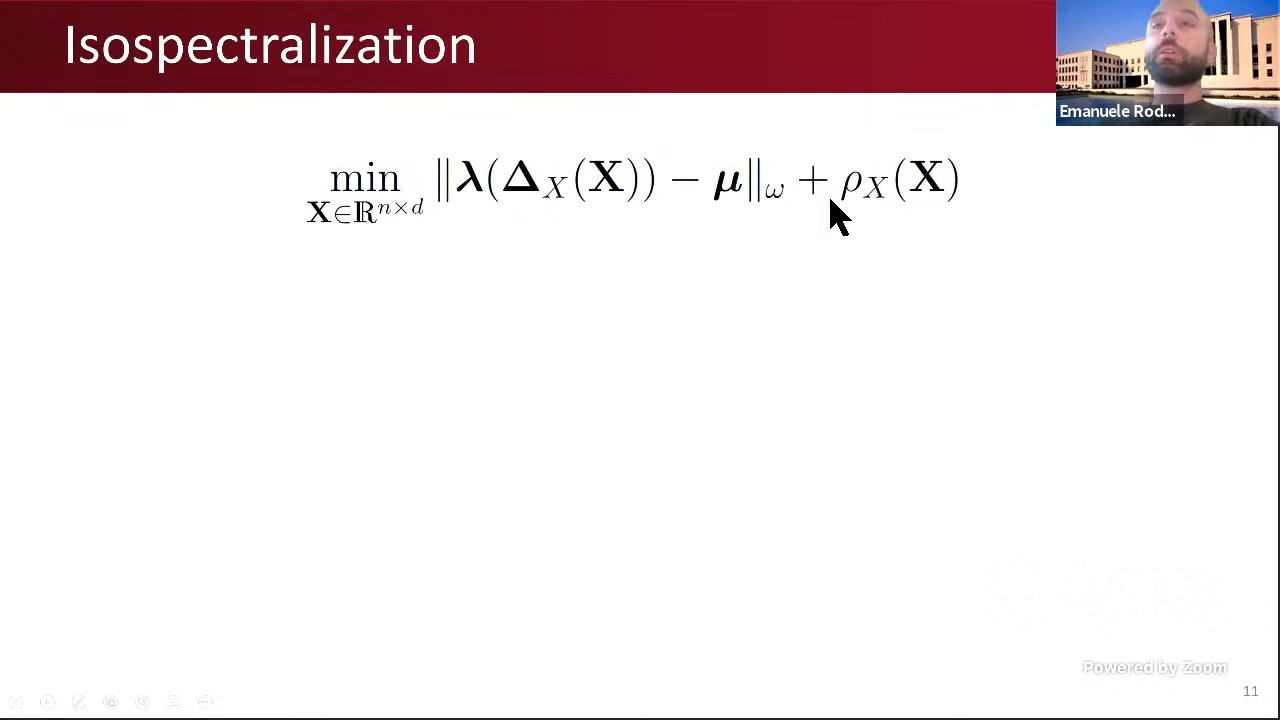 Isospectralization
Emanuele Rod...
min ‖λ(Δ_X(X)) − μ‖_ω + ρ_X(X)
X∈ℝ^{n×d}
Powered by Zoom
11